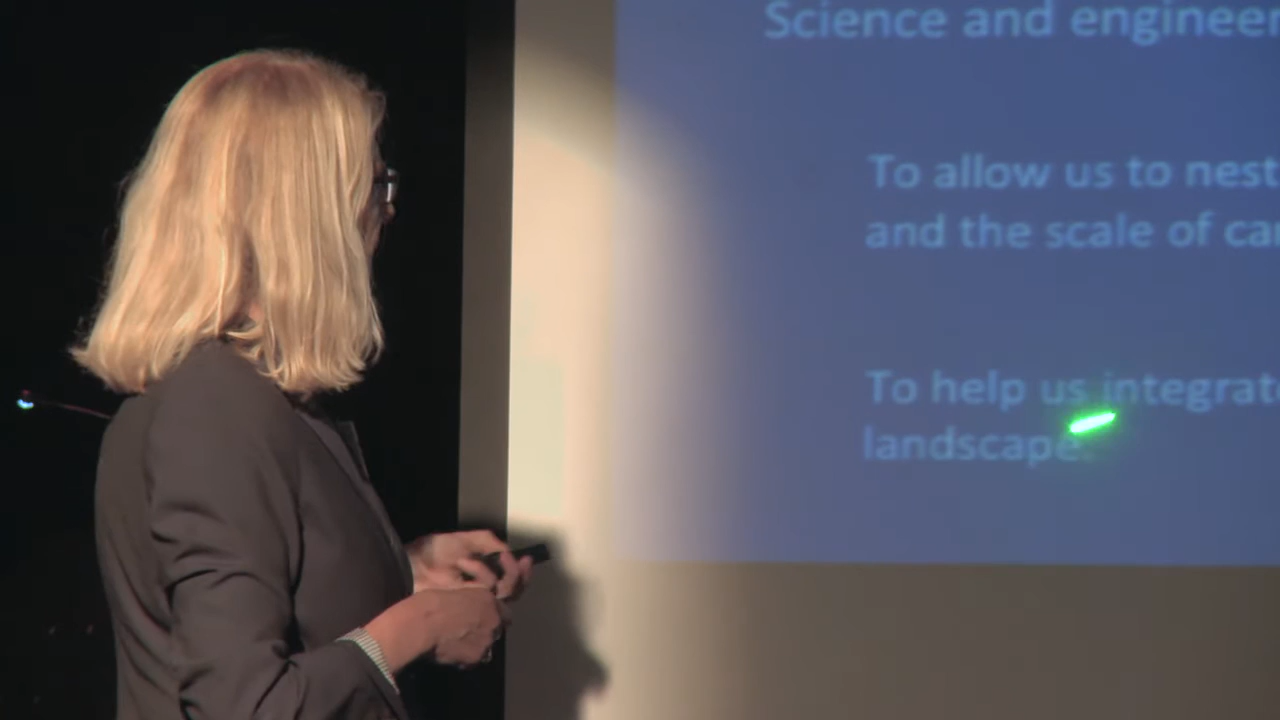 Science and engineer
To allow us to nest
and the scale of ca
To help us integrat
landscape.